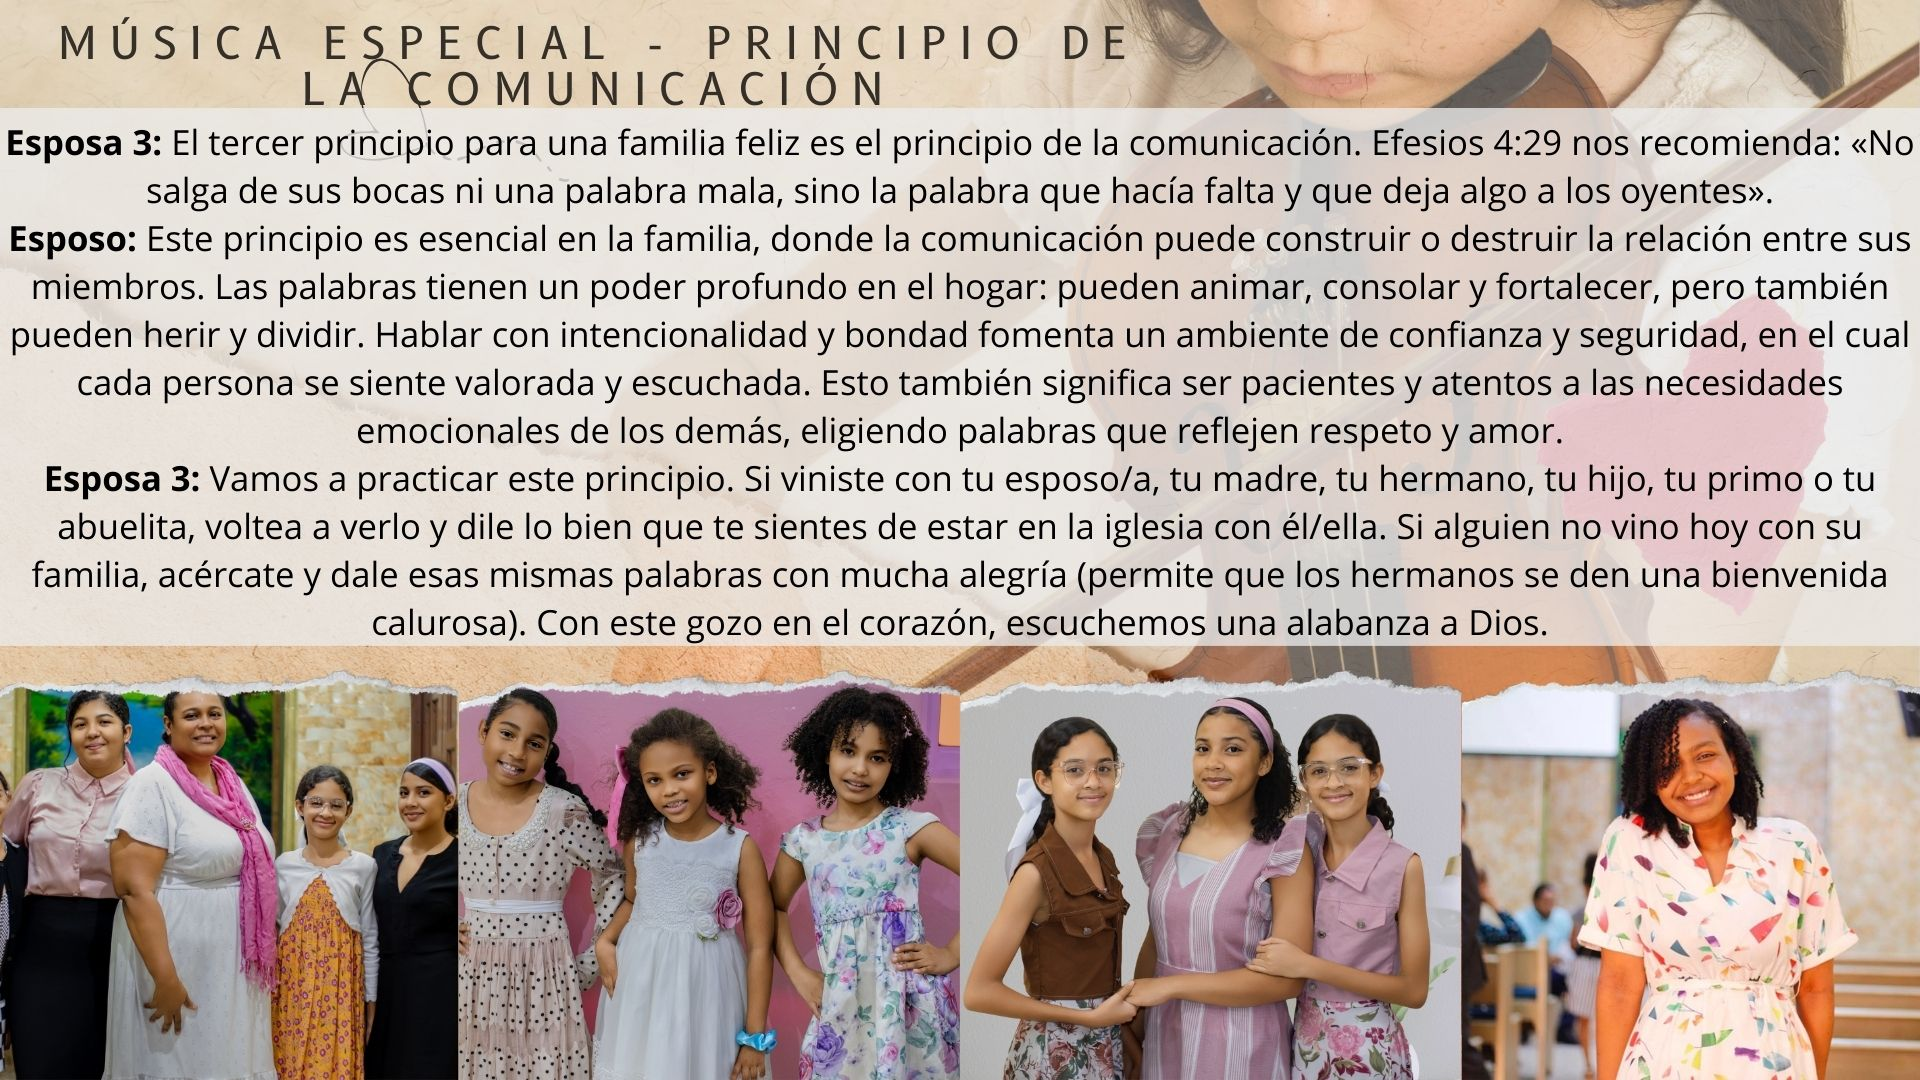 MÚSICA ESPECIAL - PRINCIPIO DE
LA COMUNICACIÓN
Esposa 3: El tercer principio para una familia feliz es el principio de la comunicación. Efesios 4:29 nos recomienda: «No
salga de sus bocas ni una palabra mala, sino la palabra que hacía falta y que deja algo a los oyentes».
Esposo: Este principio es esencial en la familia, donde la comunicación puede construir o destruir la relación entre sus
miembros. Las palabras tienen un poder profundo en el hogar: pueden animar, consolar y fortalecer, pero también
pueden herir y dividir. Hablar con intencionalidad y bondad fomenta un ambiente de confianza y seguridad, en el cual
cada persona se siente valorada y escuchada. Esto también significa ser pacientes y atentos a las necesidades
emocionales de los demás, eligiendo palabras que reflejen respeto y amor.
Esposa 3: Vamos a practicar este principio. Si viniste con tu esposo/a, tu madre, tu hermano, tu hijo, tu primo o tu
abuelita, voltea a verlo y dile lo bien que te sientes de estar en la iglesia con él/ella. Si alguien no vino hoy con su
familia, acércate y dale esas mismas palabras con mucha alegría (permite que los hermanos se den una bienvenida
calurosa). Con este gozo en el corazón, escuchemos una alabanza a Dios.